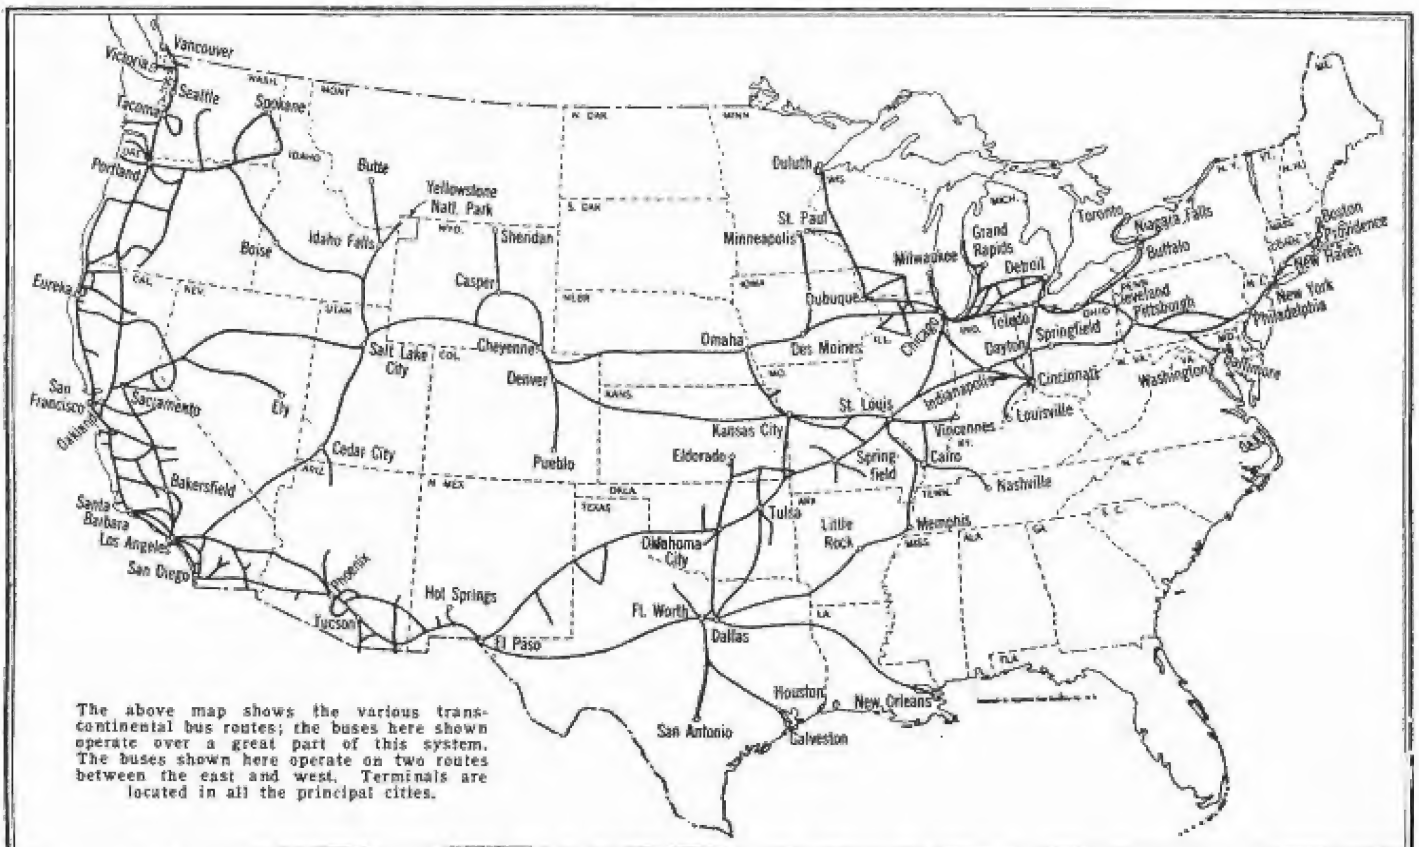 Vancouver
Victoria
WASH.
MONT
Seattle
Tacoma
Spokane
N. DAK
MINN
ME.
ORE.
IDAHO
Portland
Butte
Duluth
WIS.
N. Y.
VT.
N.H.
Yellowstone
Natl. Park
S. DAK
MICH.
Toronto
St. Paul
Niagara Falls
Boston
MASS
Providence
Idaho Falls
WYO.
Sheridan
Minneapolis
Grand
Rapids
Milwaukee
Buffalo
Boise
New Haven
Detroit
Casper
CAL.
NEV.
Eureka
IOWA
PENN
Cleveland
Pittsburgh
New York
Philadelphia
UTAH
NEBR
Dubuque
OHIO
IND.
Toledo
Springfield
Chicago
ILL.
Omaha
Des Moines
Dayton
Salt Lake
City
COL.
Cheyenne
MD.
Baltimore
Washington
VA.
W. VA.
San
Francisco
Sacramento
Oakland
Ely
Denver
KANS.
MO.
St. Louis
Indianapolis
Cincinnati
Louisville
Vincennes
KY.
Kansas City
Cedar City
Pueblo
Eldorado
Spring-
field
Cairo
Nashville
N. C.
ARIZ.
Bakersfield
N. MEX.
OKLA.
TEXAS
ARK
TENN.
S. C.
Santa
Barbara
Tulsa
Little
Rock
Memphis
MISS.
ALA
GA.
Los Angeles
Oklahoma
City
San Diego
Phoenix
Hot Springs
Tucson
Ft. Worth
LA.
El Paso
Dallas
FLA
Houston
New Orleans
San Antonio
Galveston
The above map shows the various trans-
continental bus routes; the buses here shown
operate over a great part of this system.
The buses shown here operate on two routes
between the east and west. Terminals are
located in all the principal cities.